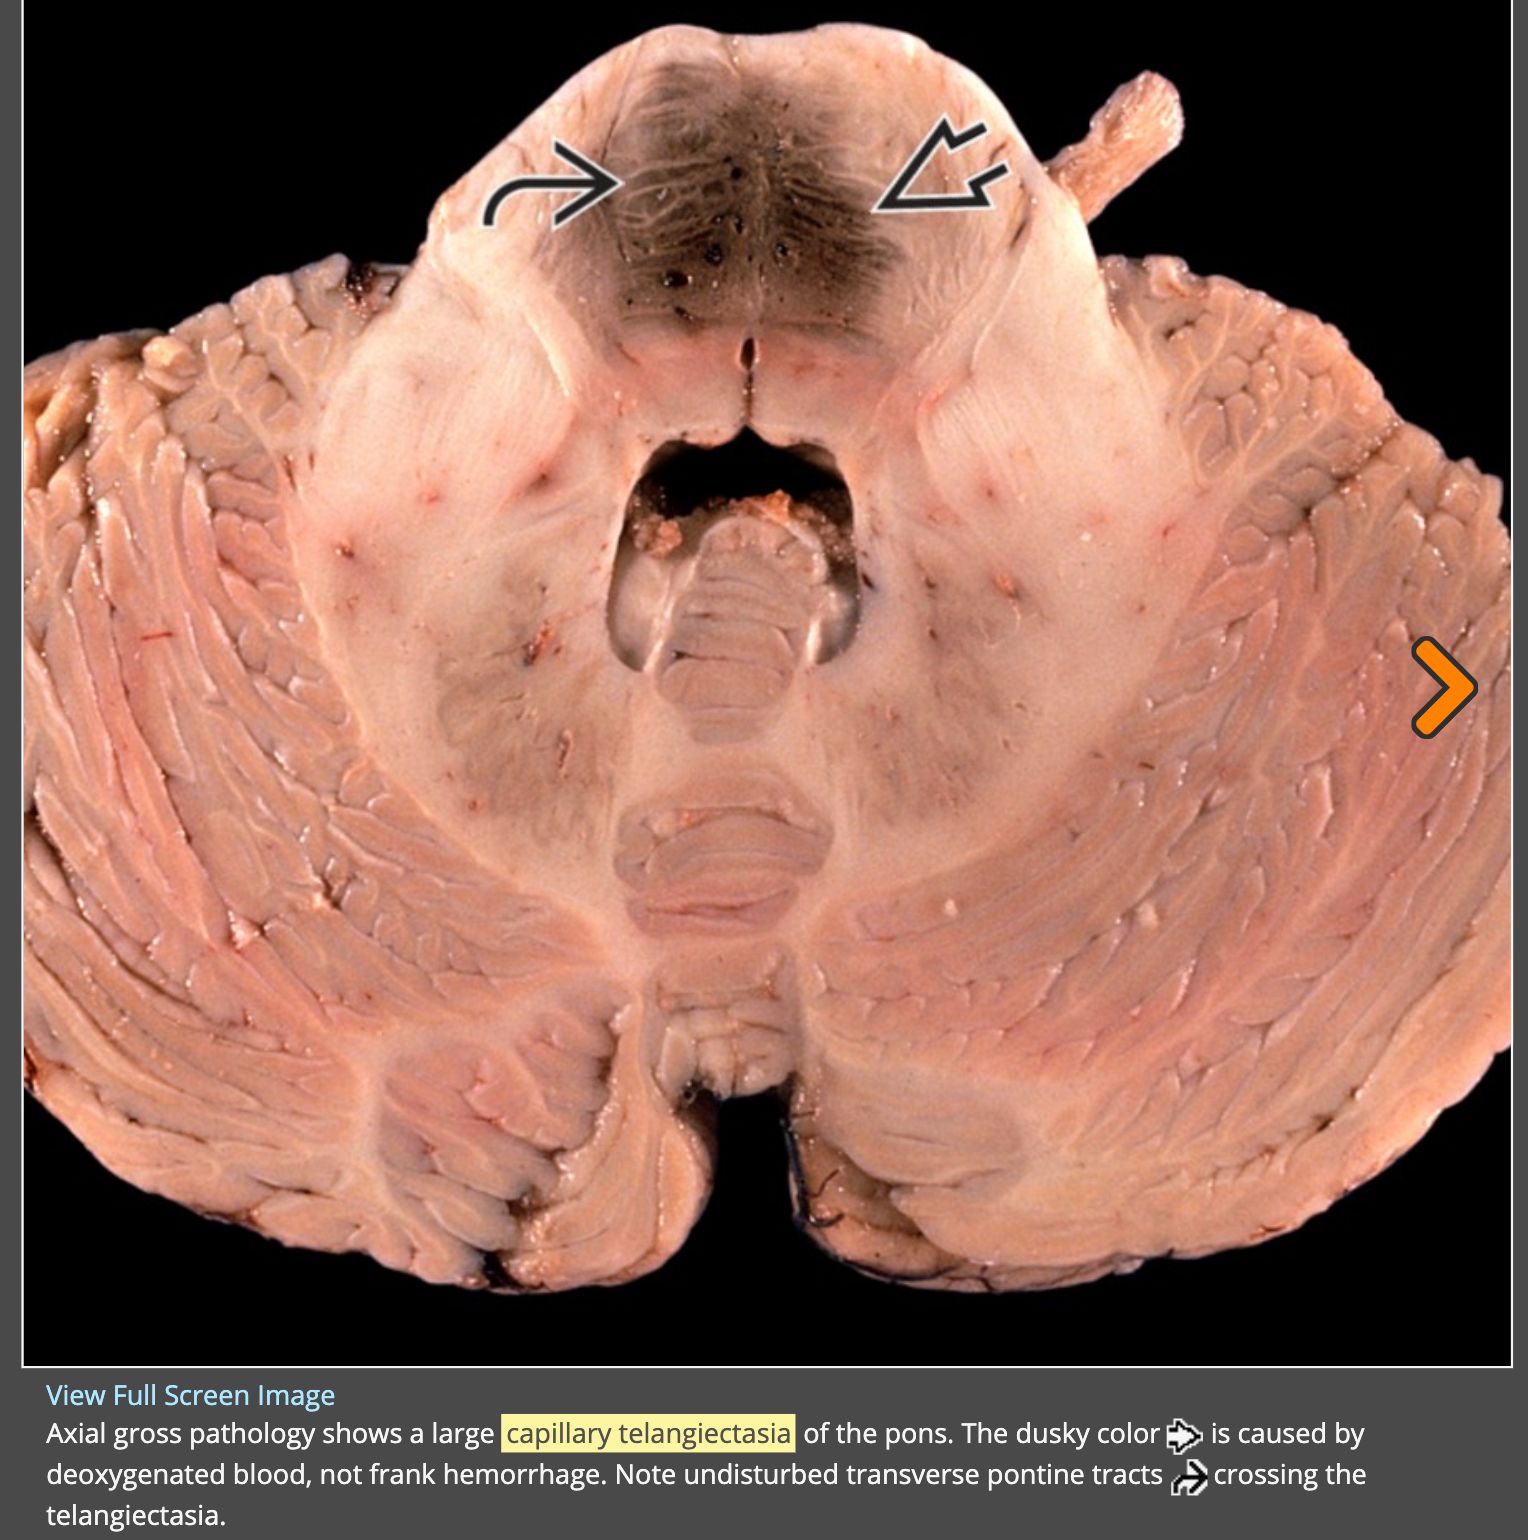 View Full Screen Image
Axial gross pathology shows a large capillary telangiectasia of the pons. The dusky color is caused by
deoxygenated blood, not frank hemorrhage. Note undisturbed transverse pontine tracts crossing the
telangiectasia.